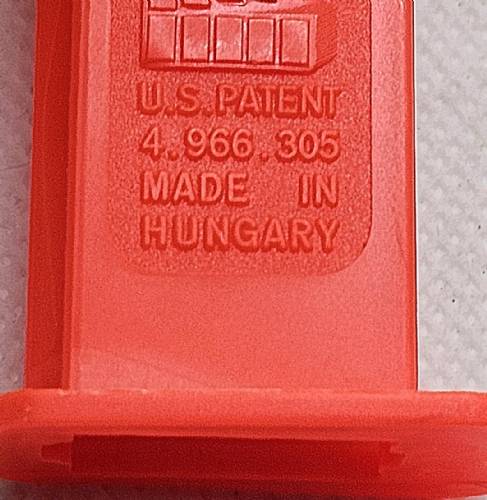 U.S. PATENT
4.966.305
MADE IN
HUNGARY